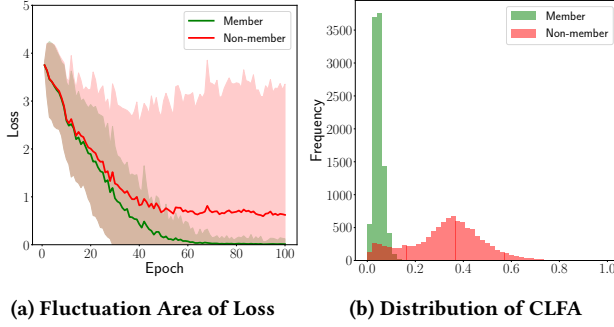 5
4
3
2
1
0
Loss
0 20 40 60 80 100
Epoch
Member
Non-member
(a) Fluctuation Area of Loss
3500
3000
2500
2000
1500
1000
500
0
Frequency
0.0 0.2 0.4 0.6 0.8 1.0
Member
Non-member
(b) Distribution of CLFA